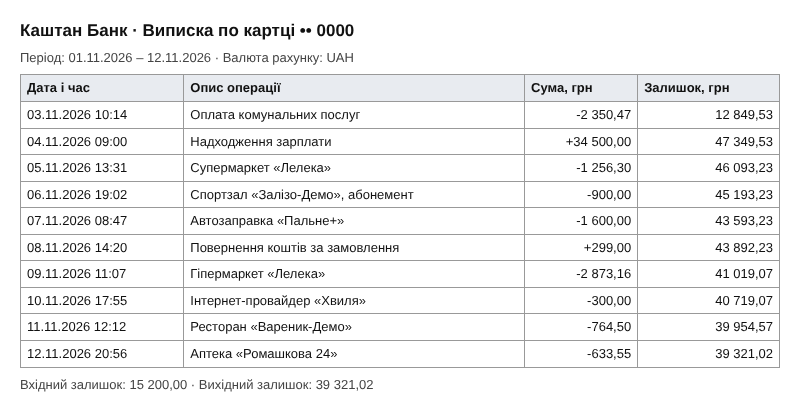 Каштан Банк · Виписка по картці •• 0000
Період: 01.11.2026 – 12.11.2026 · Валюта рахунку: UAH
Дата і час Опис операції Сума, грн Залишок, грн
03.11.2026 10:14 Оплата комунальних послуг -2 350,47 12 849,53
04.11.2026 09:00 Надходження зарплати +34 500,00 47 349,53
05.11.2026 13:31 Супермаркет «Лелека» -1 256,30 46 093,23
06.11.2026 19:02 Спортзал «Залізо-Демо», абонемент -900,00 45 193,23
07.11.2026 08:47 Автозаправка «Пальне+» -1 600,00 43 593,23
08.11.2026 14:20 Повернення коштів за замовлення +299,00 43 892,23
09.11.2026 11:07 Гіпермаркет «Лелека» -2 873,16 41 019,07
10.11.2026 17:55 Інтернет-провайдер «Хвиля» -300,00 40 719,07
11.11.2026 12:12 Ресторан «Вареник-Демо» -764,50 39 954,57
12.11.2026 20:56 Аптека «Ромашкова 24» -633,55 39 321,02
Вхідний залишок: 15 200,00 · Вихідний залишок: 39 321,02